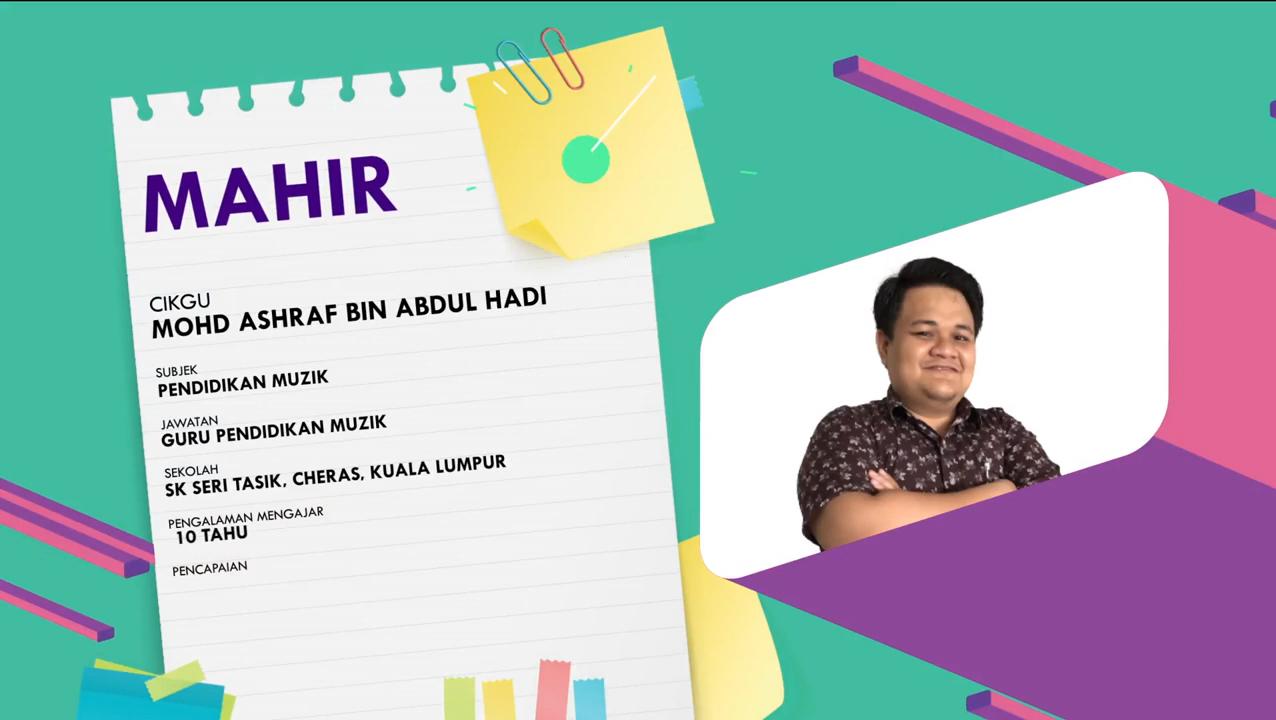 MAHIR
CIKGU
MOHD ASHRAF BIN ABDUL HADI
SUBJEK
PENDIDIKAN MUZIK
JAWATAN
GURU PENDIDIKAN MUZIK
SEKOLAH
SK SERI TASIK, CHERAS, KUALA LUMPUR
PENGALAMAN MENGAJAR
10 TAHU
PENCAPAIAN